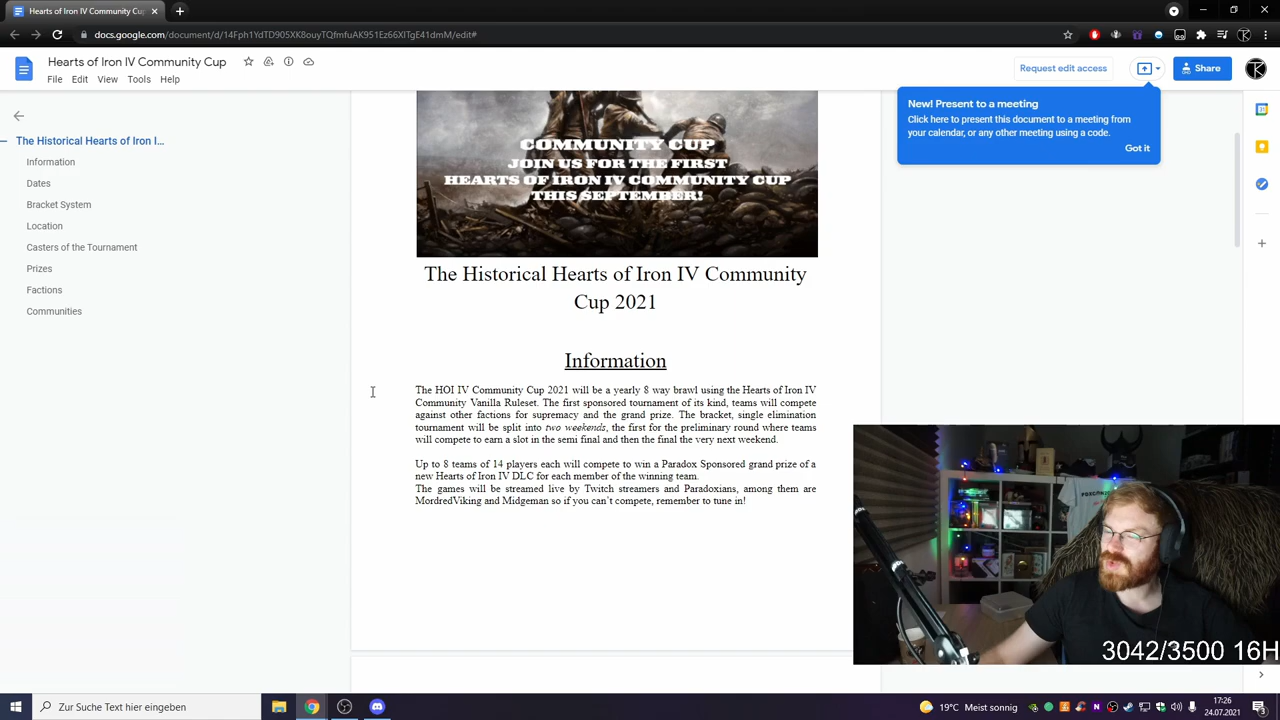 Hearts of Iron IV Community Cup
docs.google.com/document/d/14Fph1YdTD905XK8ouyTQfmfuAK951Ez66XITgE41dmM/edit#
Hearts of Iron IV Community Cup
File Edit View Tools Help
Request edit access
Share
New! Present to a meeting
Click here to present this document to a meeting from
your calendar, or any other meeting using a code.
Got it
The Historical Hearts of Iron I...
Information
Dates
Bracket System
Location
Casters of the Tournament
Prizes
Factions
Communities
COMMUNITY CUP
JOIN US FOR THE FIRST
HEARTS OF IRON IV COMMUNITY CUP
THIS SEPTEMBER!
The Historical Hearts of Iron IV Community
Cup 2021
Information
The HOI IV Community Cup 2021 will be a yearly 8 way brawl using the Hearts of Iron IV
Community Vanilla Ruleset. The first sponsored tournament of its kind, teams will compete
against other factions for supremacy and the grand prize. The bracket, single elimination
tournament will be split into two weekends, the first for the preliminary round where teams
will compete to earn a slot in the semi final and then the final the very next weekend.
Up to 8 teams of 14 players each will compete to win a Paradox Sponsored grand prize of a
new Hearts of Iron IV DLC for each member of the winning team.
The games will be streamed live by Twitch streamers and Paradoxians, among them are
MordredViking and Midgeman so if you can't compete, remember to tune in!
3042/3500 16H
Zur Suche Text hier eingeben
19°C Meist sonnig
17:26
24.07.2021